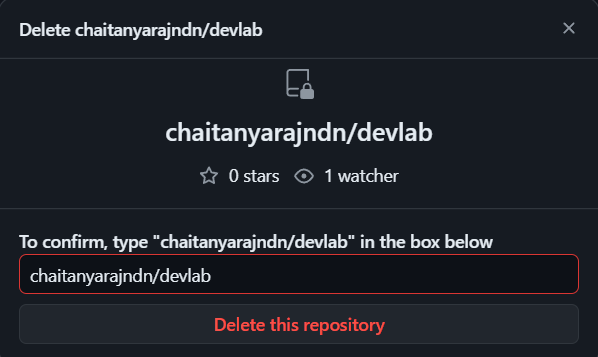 Delete chaitanyarajndn/devlab
chaitanyarajndn/devlab
0 stars 1 watcher
To confirm, type "chaitanyarajndn/devlab" in the box below
chaitanyarajndn/devlab
Delete this repository